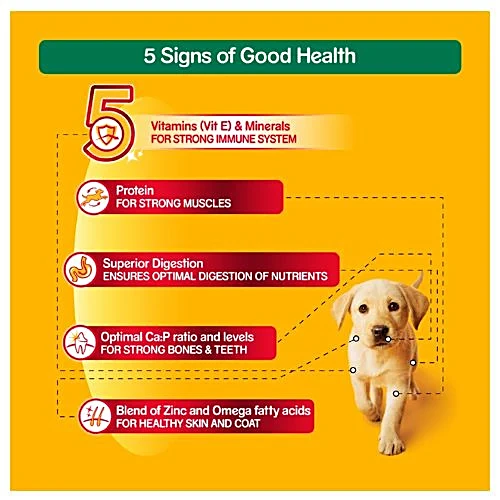 5 Signs of Good Health
5
Vitamins (Vit E) & Minerals
FOR STRONG IMMUNE SYSTEM
Protein
FOR STRONG MUSCLES
Superior Digestion
ENSURES OPTIMAL DIGESTION OF NUTRIENTS
Optimal Ca:P ratio and levels
FOR STRONG BONES & TEETH
Blend of Zinc and Omega fatty acids
FOR HEALTHY SKIN AND COAT